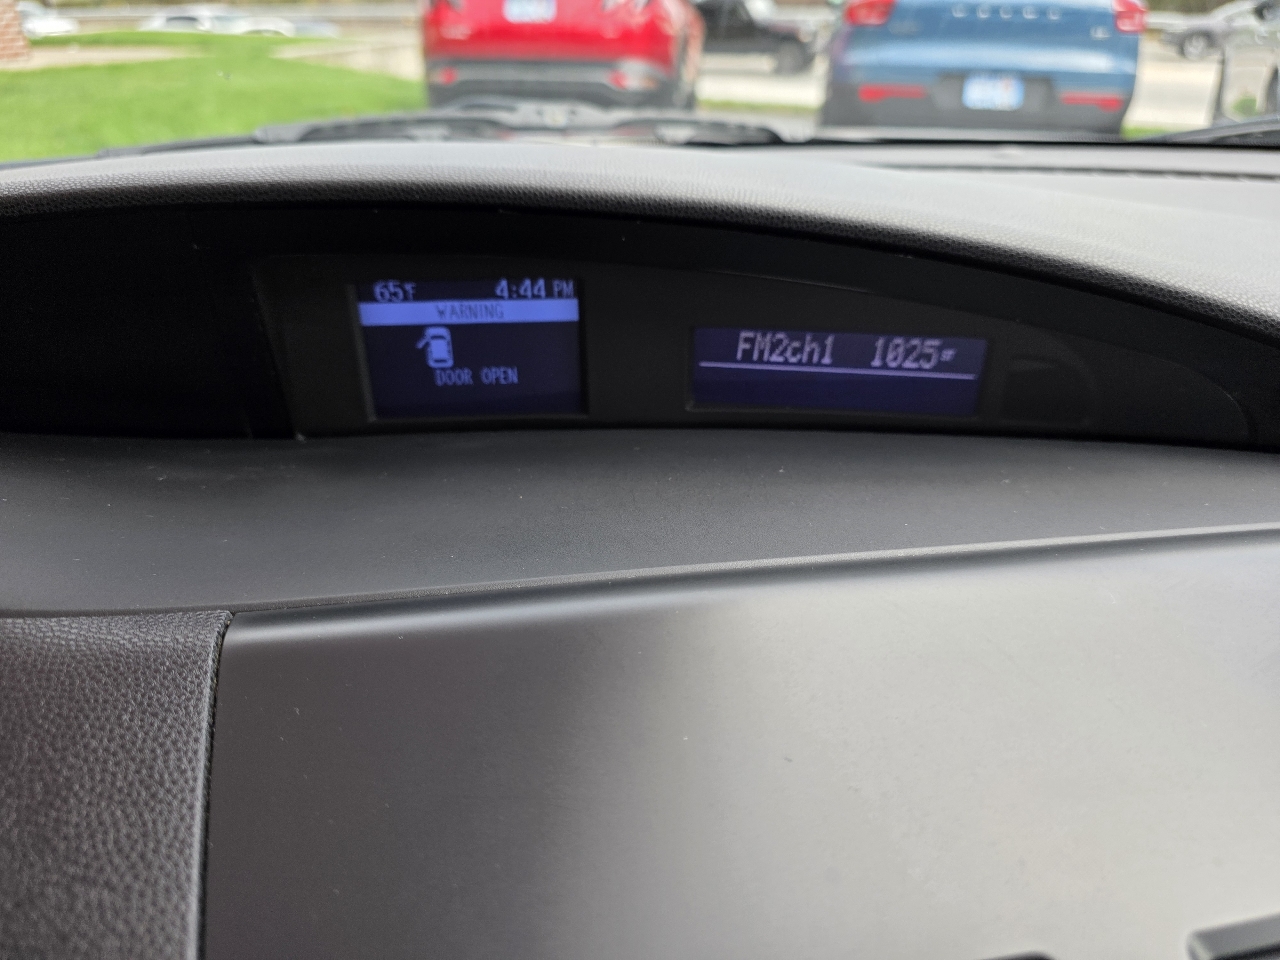 65°F 4:44 PM
WARNING
DOOR OPEN
FM2ch1 1025